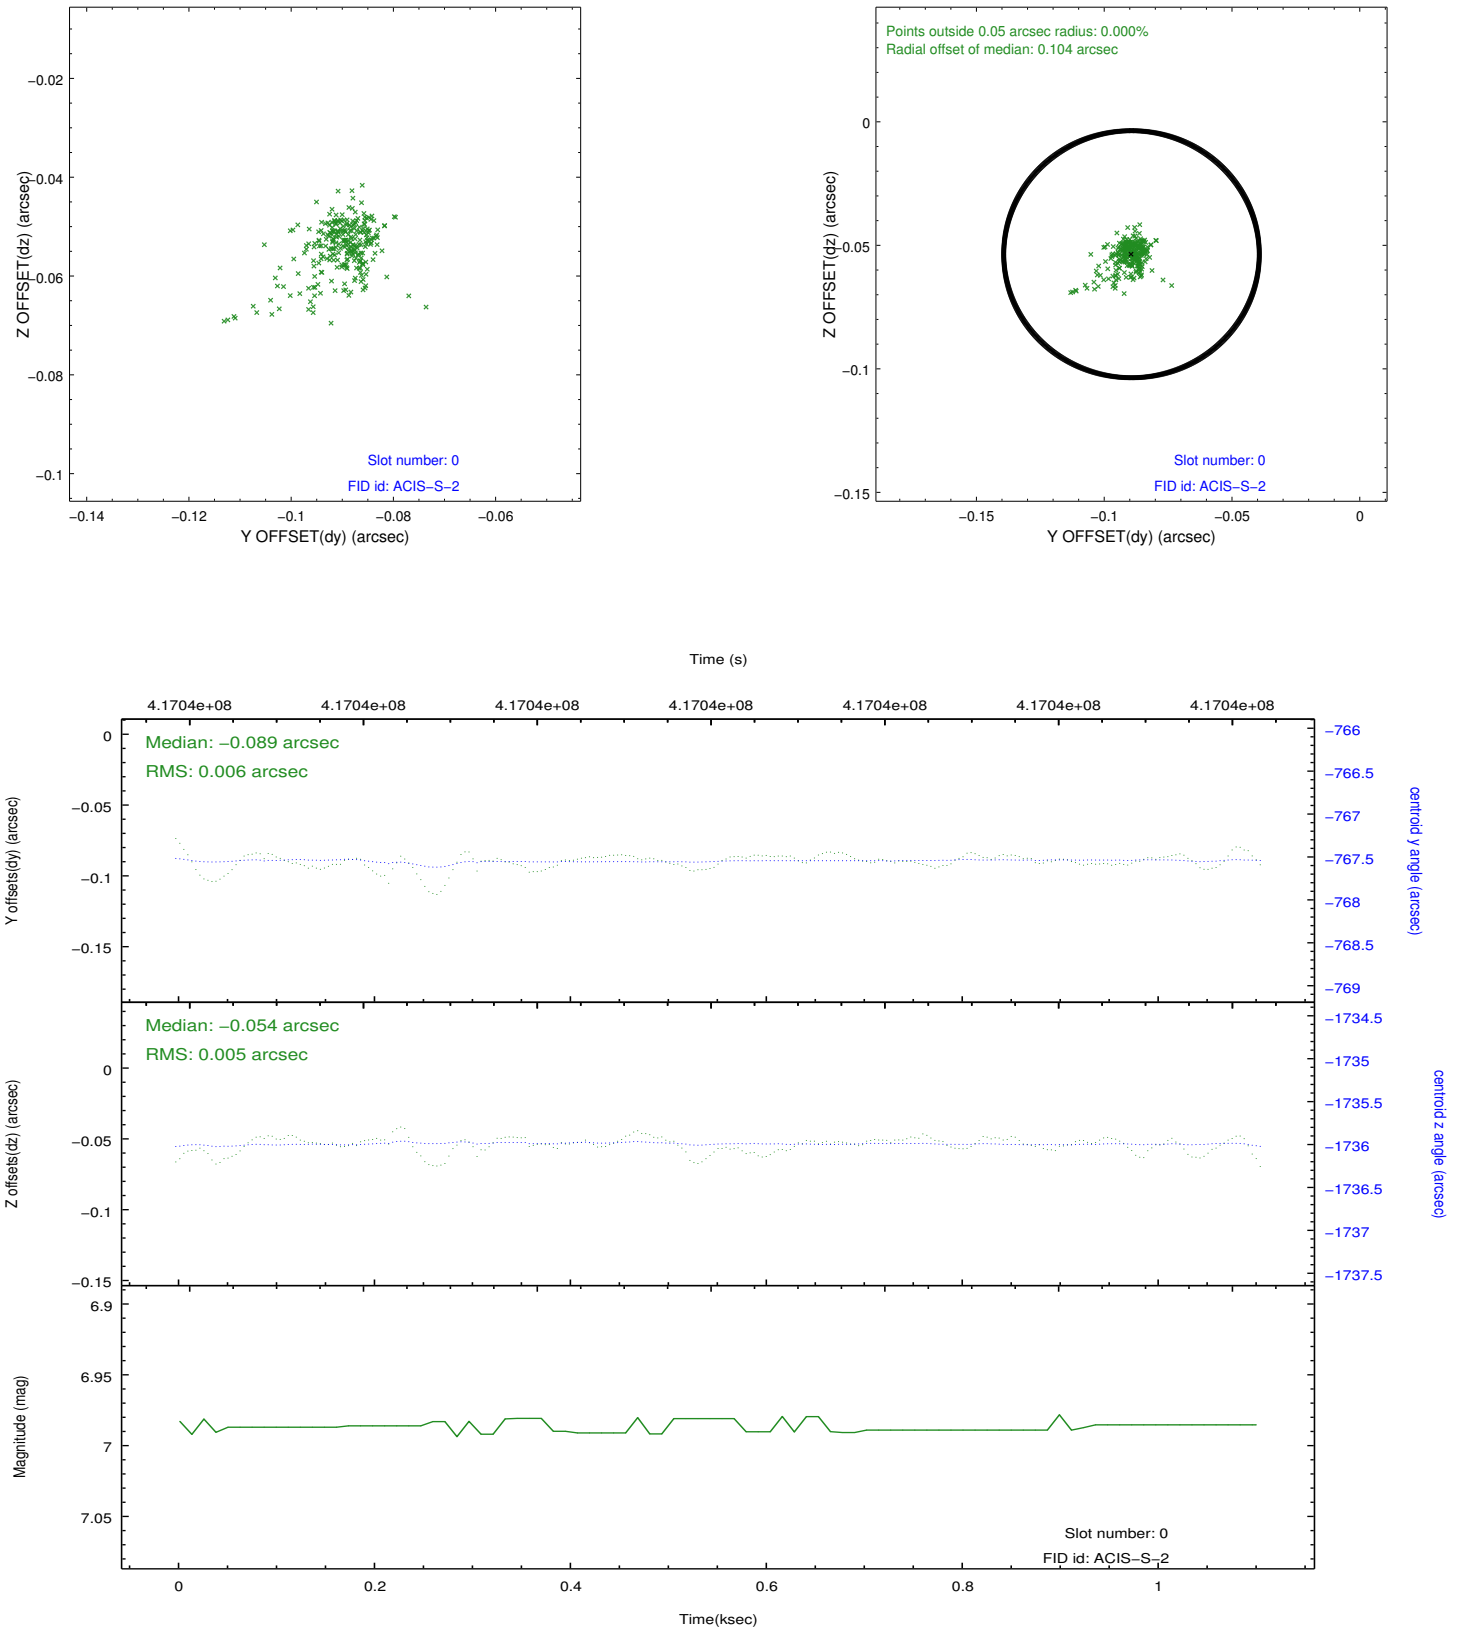 −0.02
−0.04
−0.06
−0.08
−0.1
Z OFFSET(dz) (arcsec)
Slot number: 0
FID id: ACIS−S−2
−0.14
−0.12
−0.1
−0.08
−0.06
Y OFFSET(dy) (arcsec)
Points outside 0.05 arcsec radius: 0.000%
Radial offset of median: 0.104 arcsec
0
−0.05
−0.1
−0.15
Z OFFSET(dz) (arcsec)
Slot number: 0
FID id: ACIS−S−2
−0.15
−0.1
−0.05
0
Y OFFSET(dy) (arcsec)
Time (s)
4.1704e+08 4.1704e+08 4.1704e+08 4.1704e+08 4.1704e+08 4.1704e+08 4.1704e+08
Median: −0.089 arcsec
RMS: 0.006 arcsec
0
−0.05
−0.1
−0.15
Y offsets(dy) (arcsec)
−766
−766.5
−767
−767.5
−768
−768.5
−769
centroid y angle (arcsec)
Median: −0.054 arcsec
RMS: 0.005 arcsec
0
−0.05
−0.1
−0.15
Z offsets(dz) (arcsec)
−1734.5
−1735
−1735.5
−1736
−1736.5
−1737
−1737.5
centroid z angle (arcsec)
6.9
6.95
7
7.05
Magnitude (mag)
Slot number: 0
FID id: ACIS−S−2
0 0.2 0.4 0.6 0.8 1
Time(ksec)